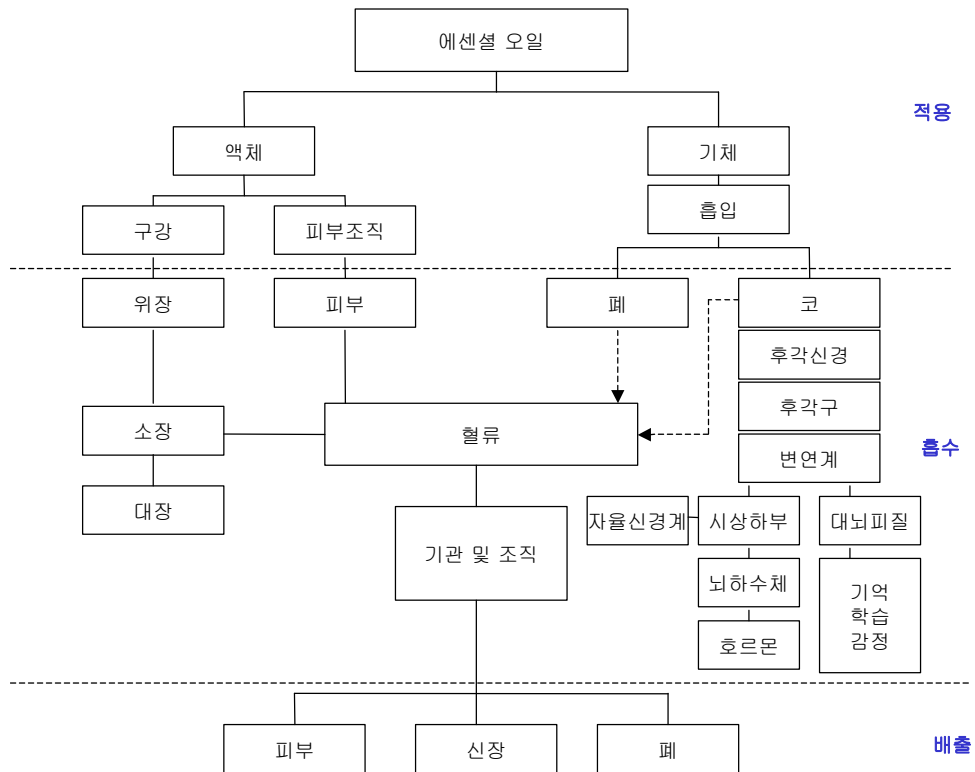 에센셜 오일
적용
액체
기체
흡입
구강
피부조직
위장
피부
폐
코
후각신경
후각구
소장
혈류
변연계
흡수
대장
자율신경계
시상하부
대뇌피질
기관 및 조직
뇌하수체
기억
학습
감정
호르몬
피부
신장
폐
배출